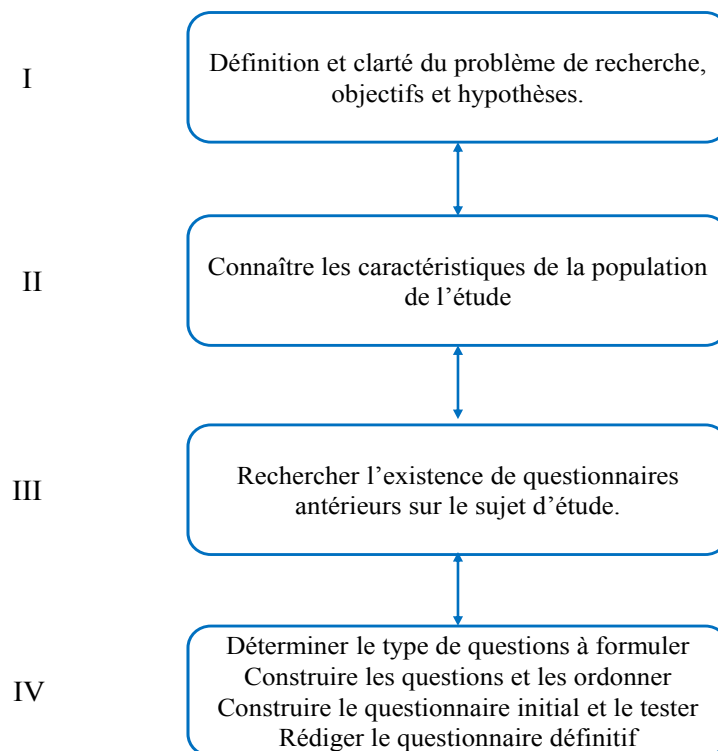 I
Définition et clarté du problème de recherche,
objectifs et hypothèses.
II
Connaître les caractéristiques de la population
de l’étude
III
Rechercher l’existence de questionnaires
antérieurs sur le sujet d’étude.
IV
Déterminer le type de questions à formuler
Construire les questions et les ordonner
Construire le questionnaire initial et le tester
Rédiger le questionnaire définitif